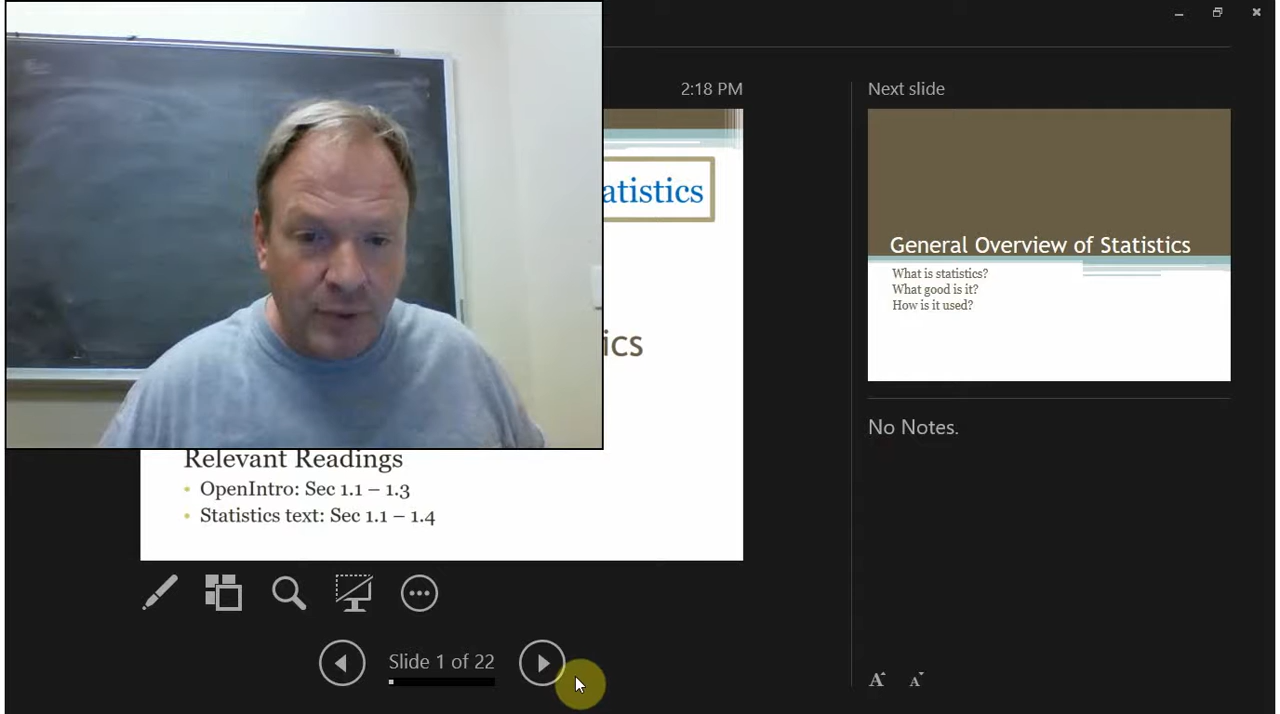 2:18 PM
atistics
ics
Relevant Readings
• OpenIntro: Sec 1.1 – 1.3
• Statistics text: Sec 1.1 – 1.4
Slide 1 of 22
Next slide
General Overview of Statistics
What is statistics?
What good is it?
How is it used?
No Notes.
A A